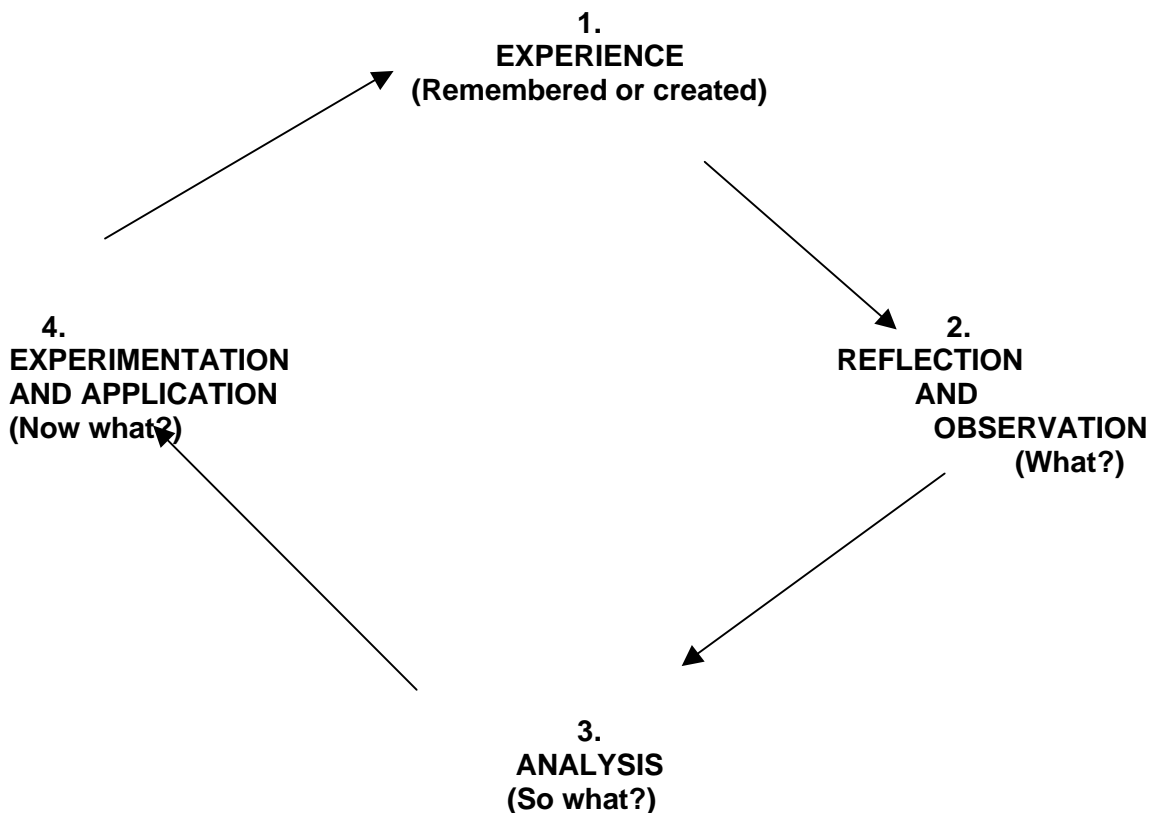 1.
EXPERIENCE
(Remembered or created)
2.
REFLECTION
AND
OBSERVATION
(What?)
3.
ANALYSIS
(So what?)
4.
EXPERIMENTATION
AND APPLICATION
(Now what?)